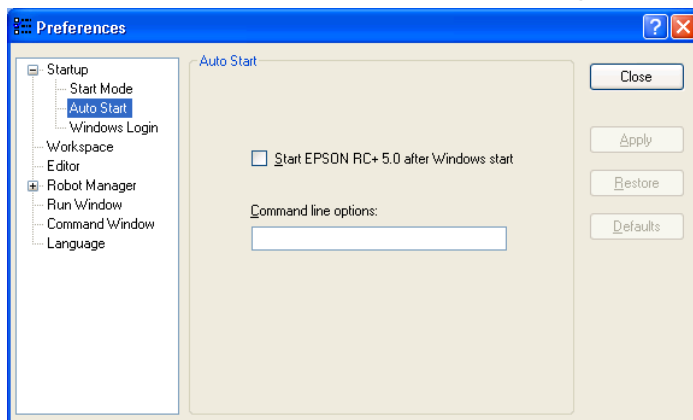 Preferences
Startup
Start Mode
Auto Start
Windows Login
Workspace
Editor
Robot Manager
Run Window
Command Window
Language
Auto Start
Start EPSON RC+ 5.0 after Windows start
Command line options:
Close
Apply
Restore
Defaults